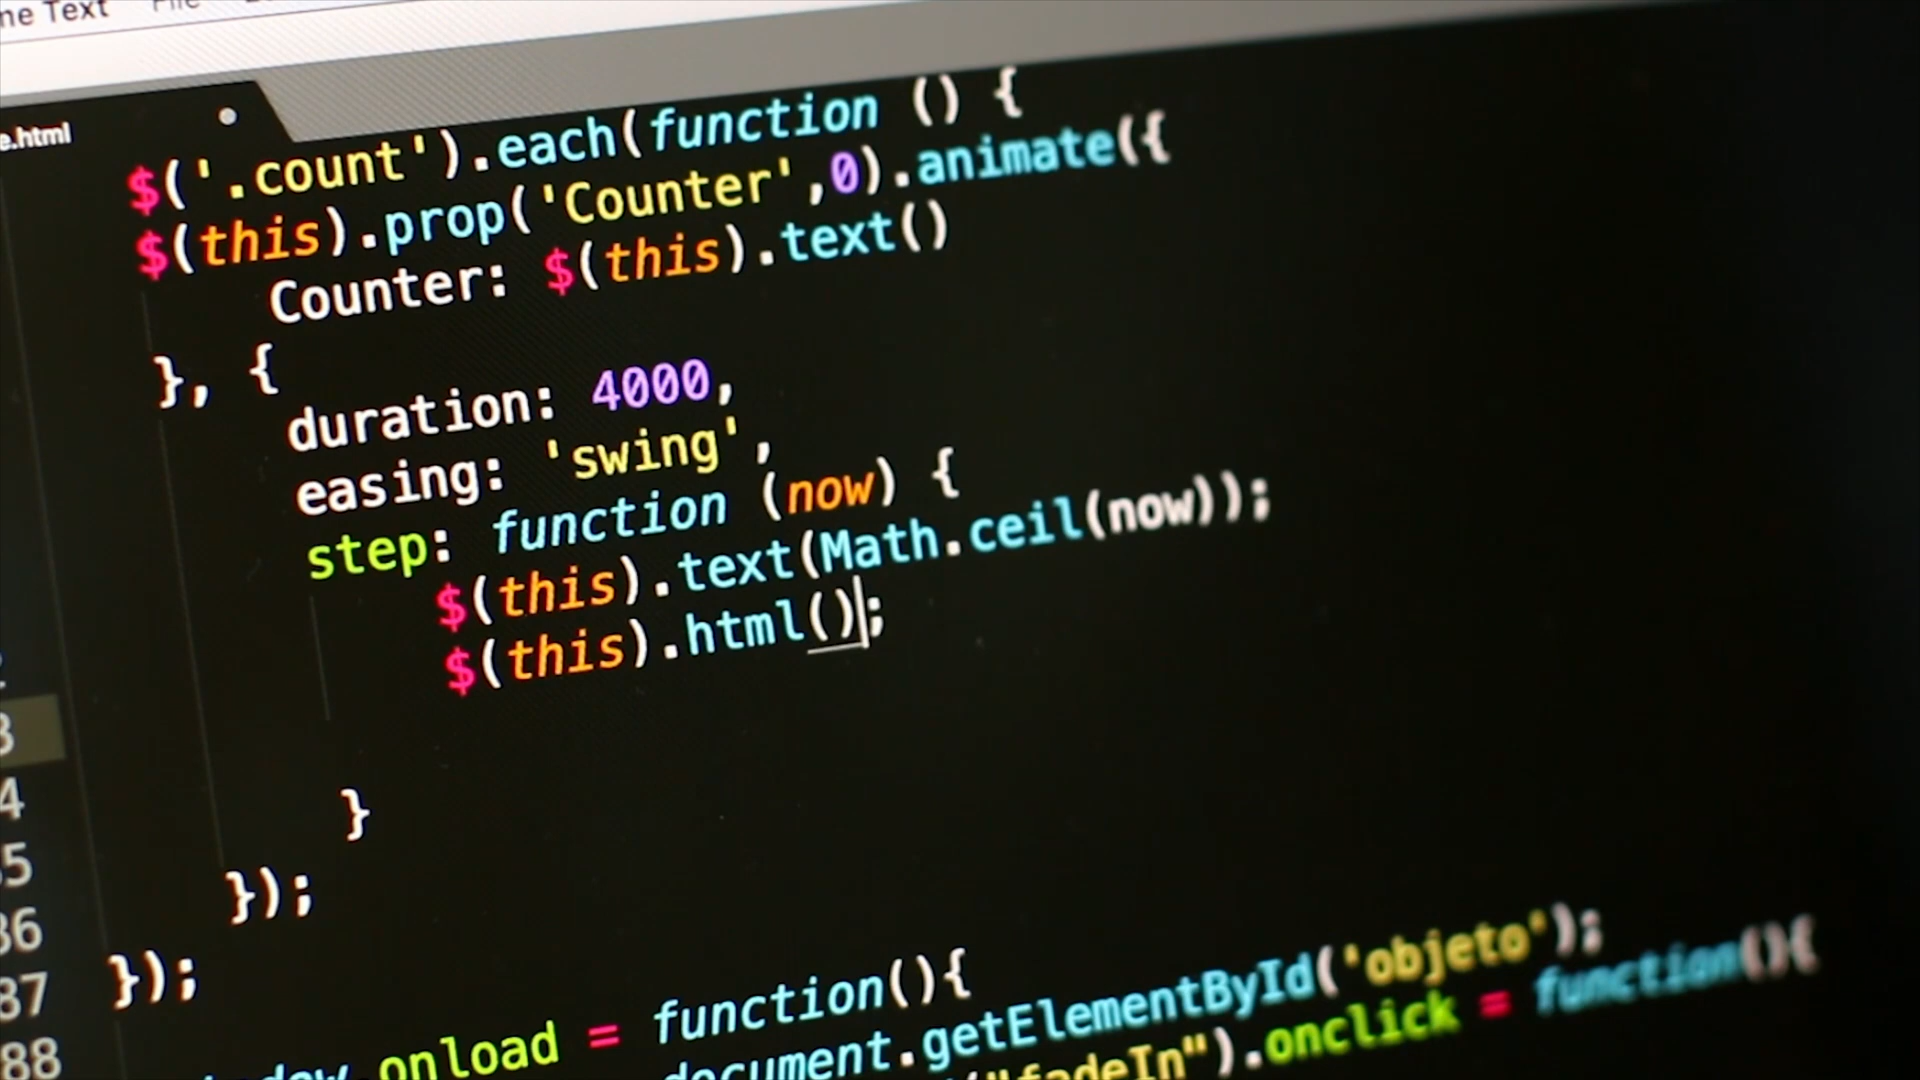 ne Text File
e.html
$('.count').each(function () {
$(this).prop('Counter',0).animate({
Counter: $(this).text()
}, {
duration: 4000,
easing: 'swing',
step: function (now) {
$(this).text(Math.ceil(now));
$(this).html();
3
4
}
35
});
86
87 });
88 onload = function(){
document.getElementById('objeto');
"fadeIn").onclick = function(){